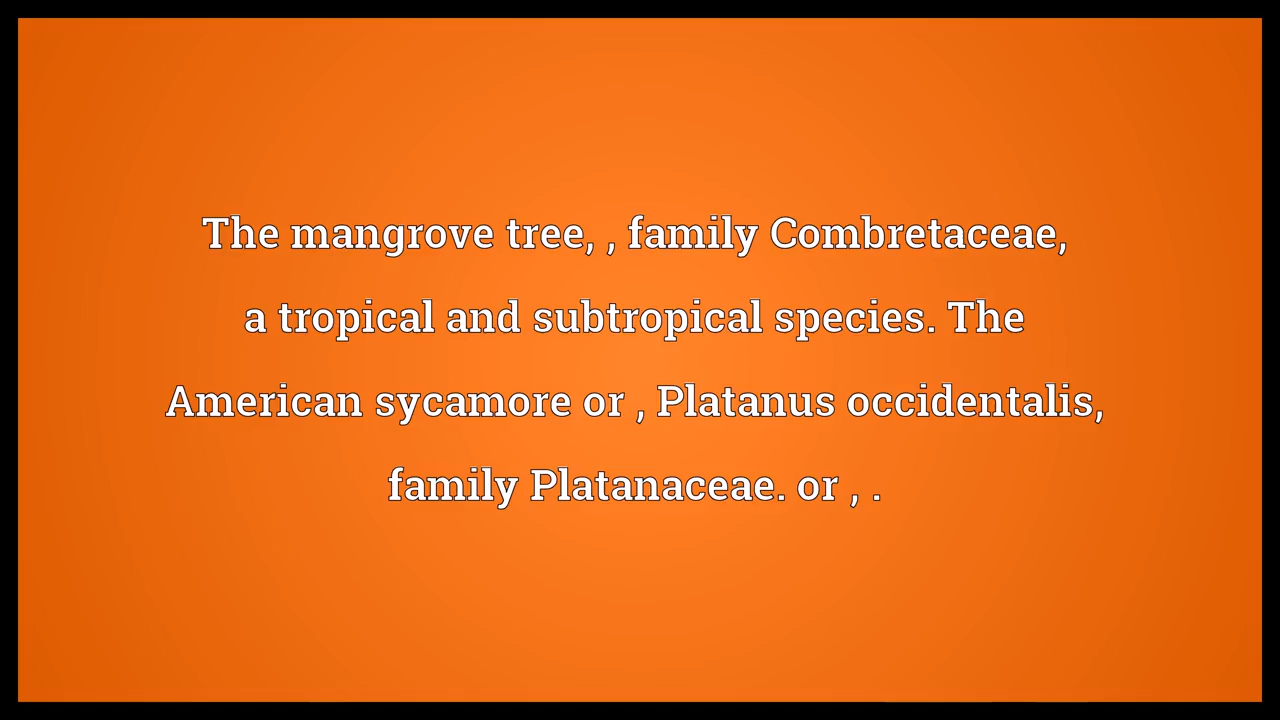 The mangrove tree, , family Combretaceae,
a tropical and subtropical species. The
American sycamore or , Platanus occidentalis,
family Platanaceae. or , .